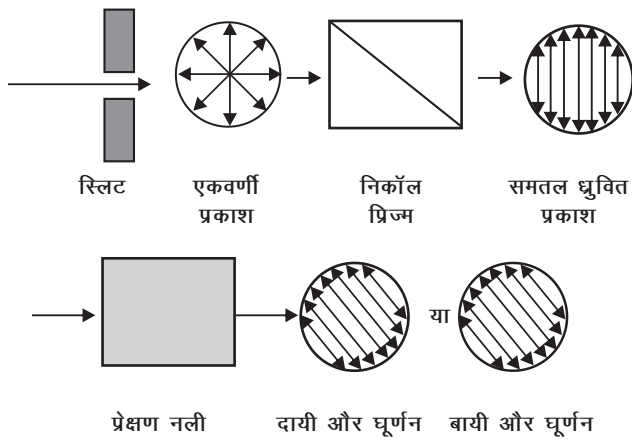 स्लिट एकवर्णी निकॉल समतल ध्रुवित
प्रकाश प्रिज्म प्रकाश
या
प्रेक्षण नली दायी और घूर्णन बायी और घूर्णन